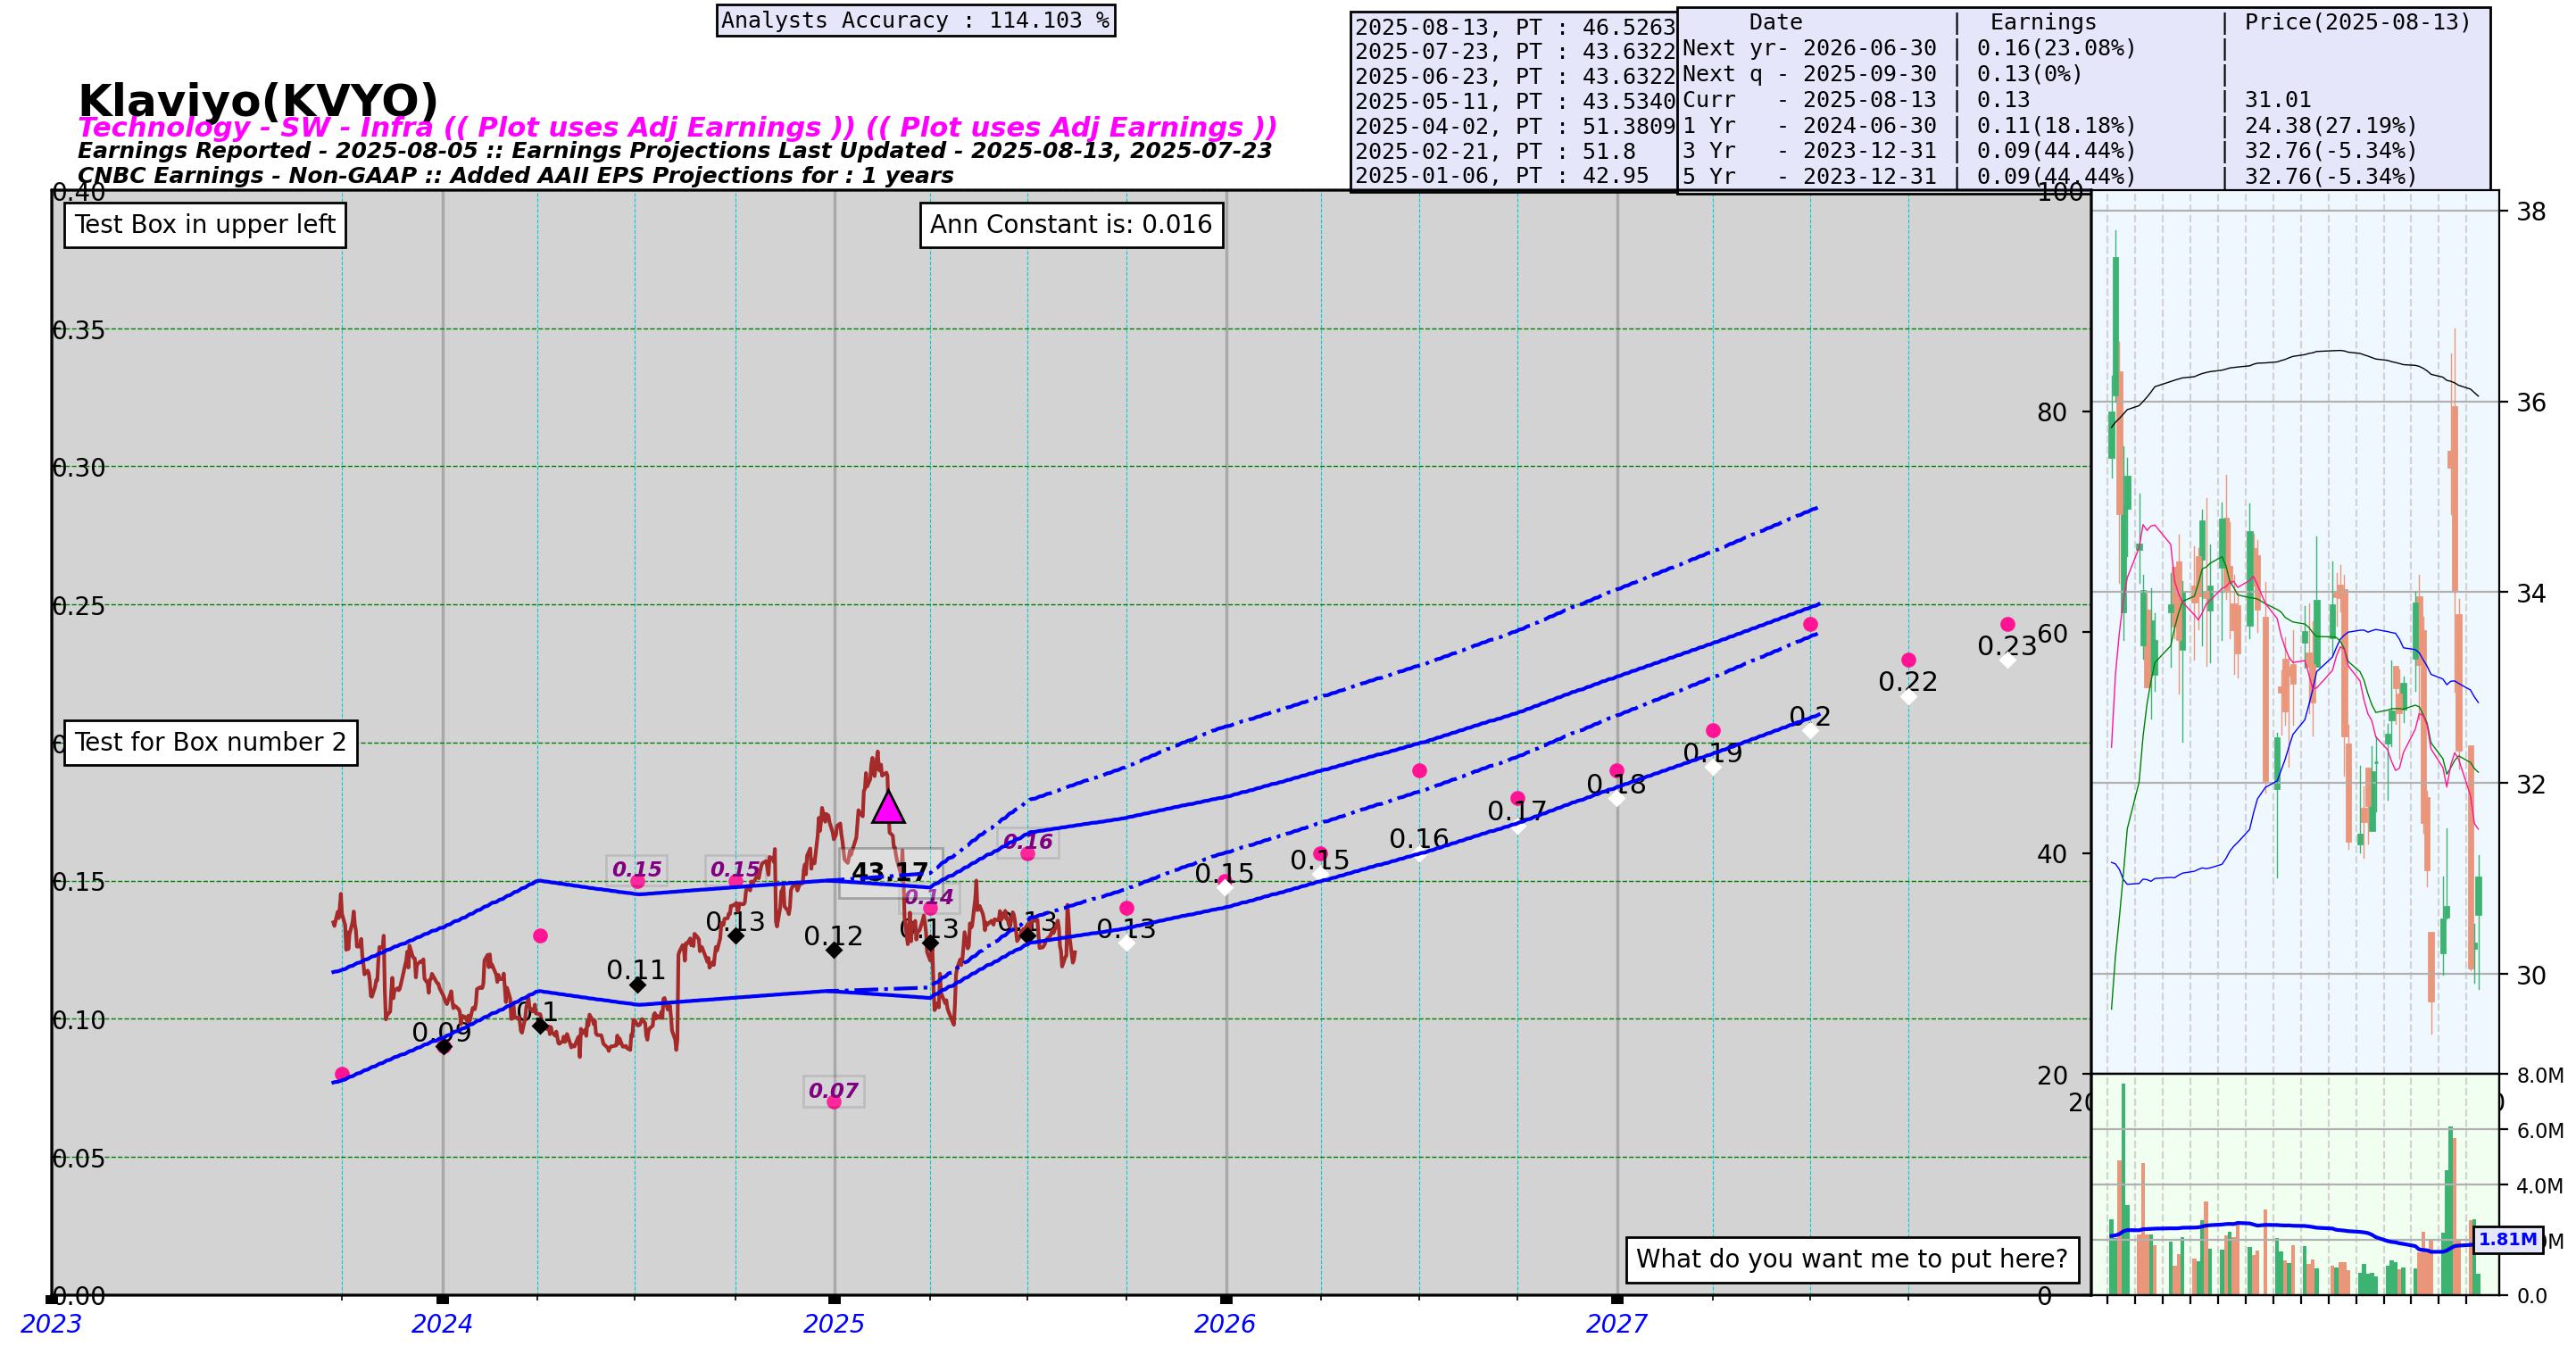 Analysts Accuracy : 114.103 %
2025-08-13, PT : 46.5263
2025-07-23, PT : 43.6322
2025-06-23, PT : 43.6322
2025-05-11, PT : 43.5340
2025-04-02, PT : 51.3809
2025-02-21, PT : 51.8
2025-01-06, PT : 42.95
Date | Earnings | Price(2025-08-13)
Next yr- 2026-06-30 | 0.16(23.08%) |
Next q - 2025-09-30 | 0.13(0%) |
Curr - 2025-08-13 | 0.13 | 31.01
1 Yr - 2024-06-30 | 0.11(18.18%) | 24.38(27.19%)
3 Yr - 2023-12-31 | 0.09(44.44%) | 32.76(-5.34%)
5 Yr - 2023-12-31 | 0.09(44.44%) | 32.76(-5.34%)
Klaviyo(KVYO)
Technology - SW - Infra (( Plot uses Adj Earnings )) (( Plot uses Adj Earnings ))
Earnings Reported - 2025-08-05 :: Earnings Projections Last Updated - 2025-08-13, 2025-07-23
CNBC Earnings - Non-GAAP :: Added AAII EPS Projections for : 1 years
0.40
100
Test Box in upper left
Ann Constant is: 0.016
38
0.35
36
80
0.30
0.25
34
60
0.23
0.22
0.2
0.19
Test for Box number 2
0.18
32
0.17
0.16
0.16
40
0.15
0.15
43.17
0.15
0.15
0.15
0.14
0.13
0.12
0.13
0.13
0.13
0.11
30
0.10
0.1
0.09
0.07
20
8.0M
0.05
6.0M
4.0M
1.81M
What do you want me to put here?
0.00
0
0.0
2023
2024
2025
2026
2027